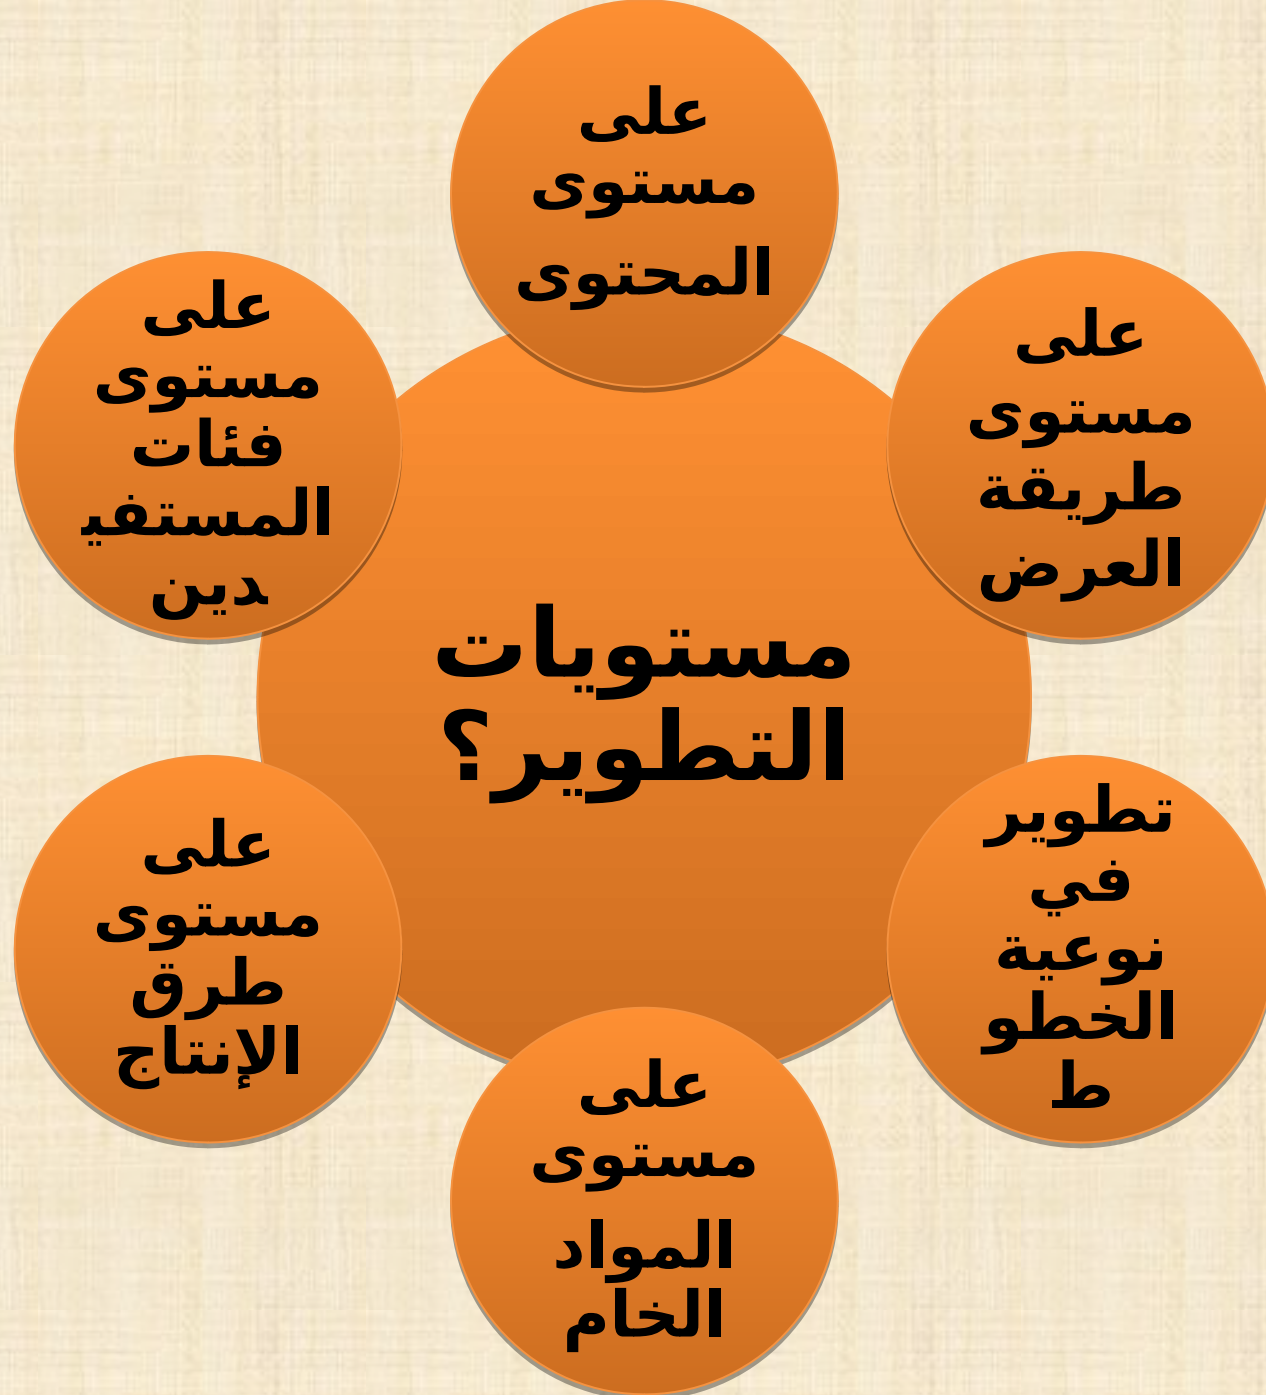 على
مستوى
المحتوى
على
مستوى
طريقة
العرض
تطوير
في
نوعية
الخطو
ط
على
مستوى
المواد
الخام
على
مستوى
طرق
الإنتاج
على
مستوى
فئات
المستفي
دين
مستويات
التطوير؟